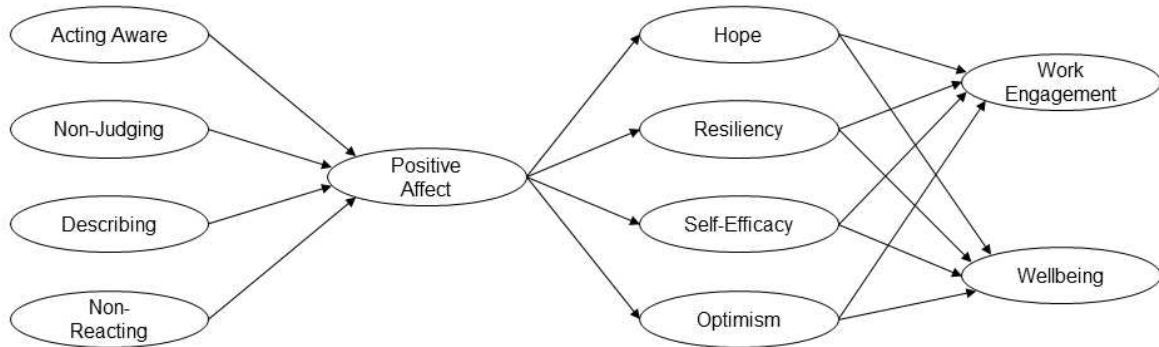 Acting Aware
Non-Judging
Describing
Non-
Reacting
Positive
Affect
Hope
Resiliency
Self-Efficacy
Optimism
Work
Engagement
Wellbeing